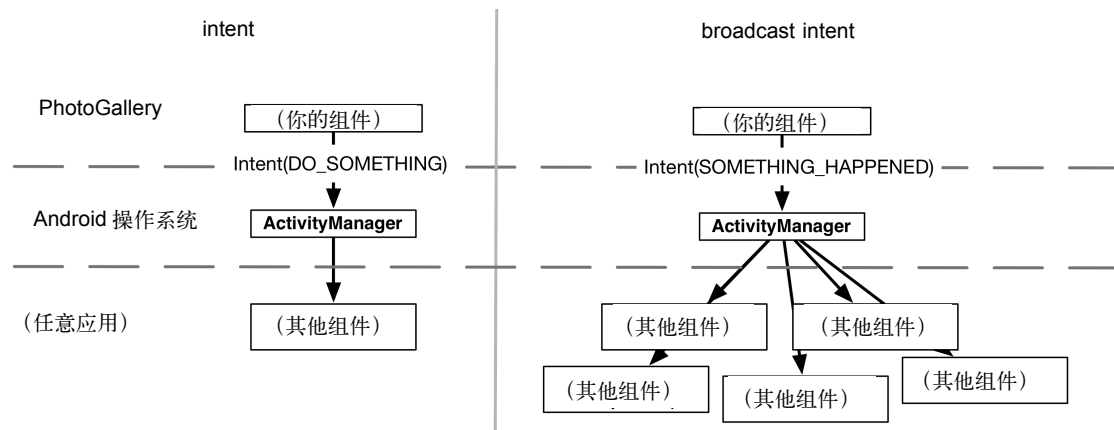 intent
broadcast intent
PhotoGallery
（你的组件）
（你的组件）
Intent(DO_SOMETHING)
Intent(SOMETHING_HAPPENED)
Android 操作系统
ActivityManager
ActivityManager
（任意应用）
（其他组件）
（其他组件）
（其他组件）
（其他组件）
（其他组件）
（其他组件）